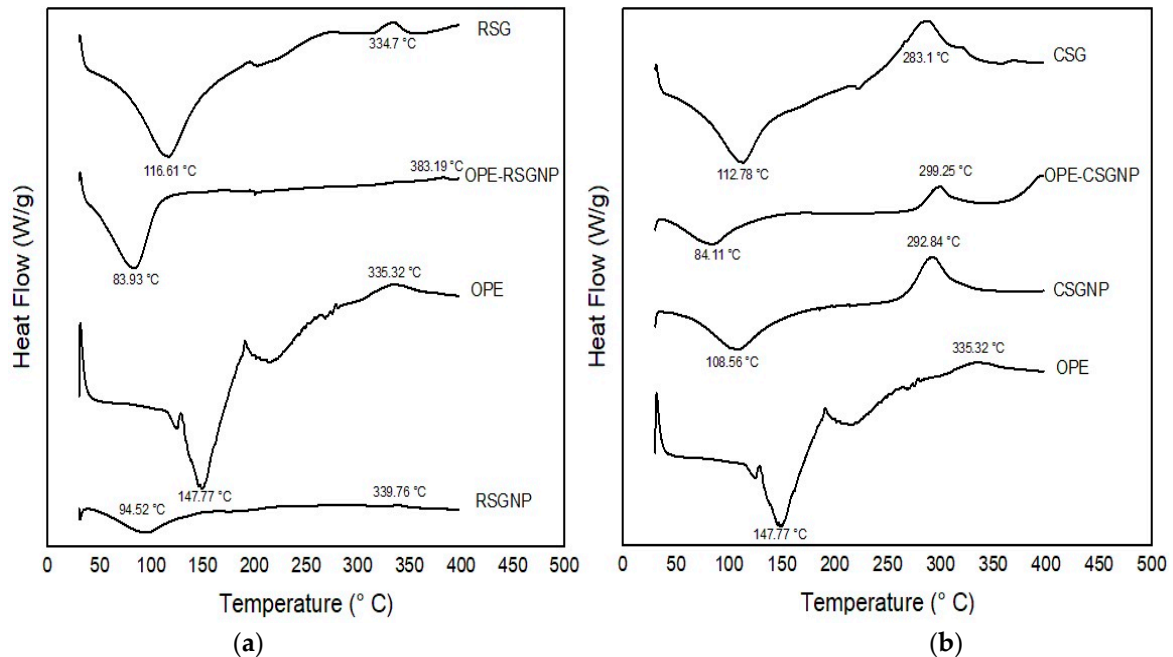 RSG
334.7 °C
116.61 °C
383.19 °C
OPE-RSGNP
83.93 °C
335.32 °C
OPE
147.77 °C
94.52 °C
339.76 °C
RSGNP
Heat Flow (W/g)
0 50 100 150 200 250 300 350 400 450 500
Temperature (° C)
(a)
CSG
283.1 °C
112.78 °C
299.25 °C
OPE-CSGNP
84.11 °C
292.84 °C
CSGNP
108.56 °C
335.32 °C
OPE
147.77 °C
Heat Flow (W/g)
0 50 100 150 200 250 300 350 400 450 500
Temperature (° C)
(b)